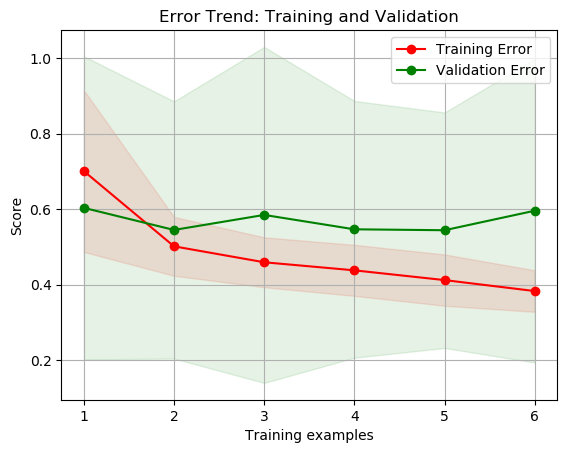 Error Trend: Training and Validation
Training Error
Validation Error
Score
1.0
0.8
0.6
0.4
0.2
1 2 3 4 5 6
Training examples